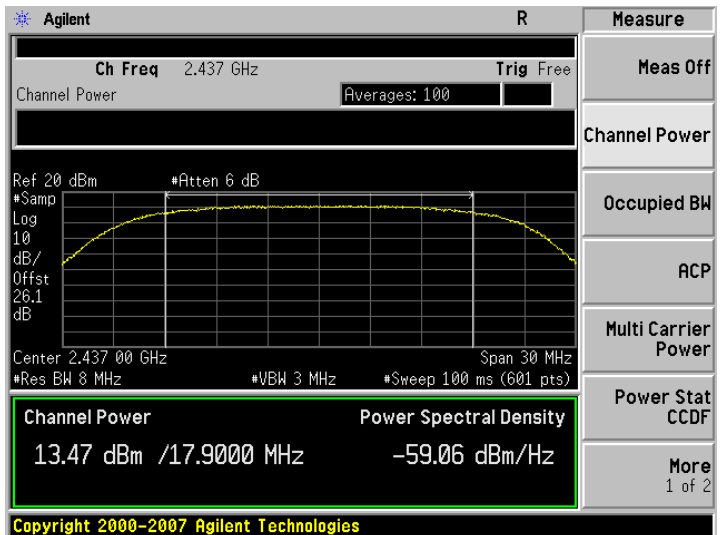 Agilent R Measure
Ch Freq 2.437 GHz Trig Free
Channel Power Averages: 100
Ref 20 dBm #Atten 6 dB
#Samp
Log
10
dB/
Offst
26.1
dB
Center 2.437 00 GHz Span 30 MHz
#Res BW 8 MHz #VBW 3 MHz #Sweep 100 ms (601 pts)
Channel Power Power Spectral Density
13.47 dBm /17.9000 MHz -59.06 dBm/Hz
Copyright 2000-2007 Agilent Technologies
Meas Off
Channel Power
Occupied BW
ACP
Multi Carrier
Power
Power Stat
CCDF
More
1 of 2